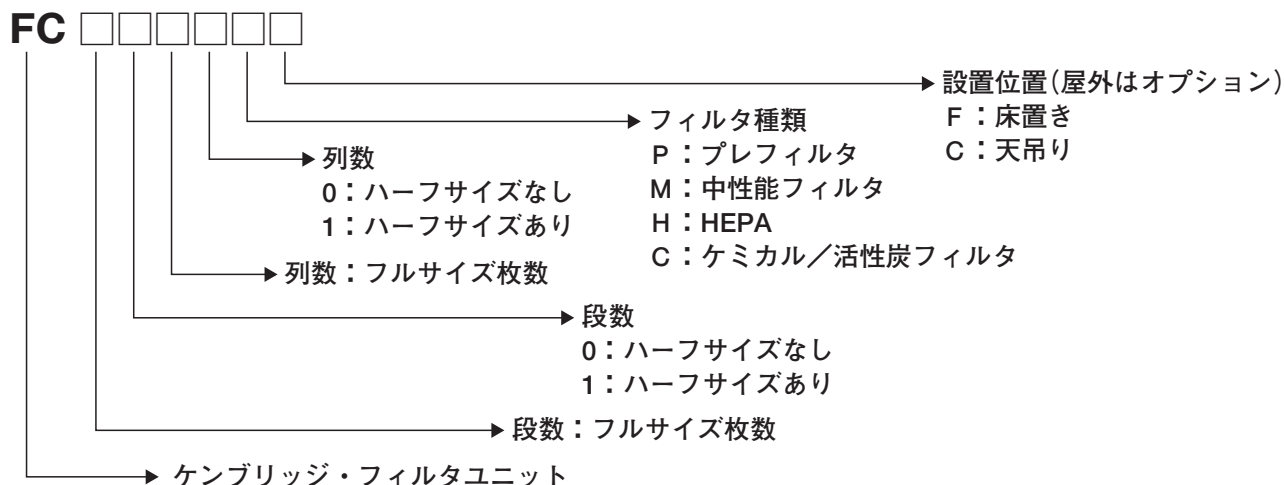 FC □□□□□□
設置位置（屋外はオプション）
F：床置き
C：天吊り
フィルタ種類
P：プレフィルタ
M：中性能フィルタ
H：HEPA
C：ケミカル／活性炭フィルタ
列数
0：ハーフサイズなし
1：ハーフサイズあり
列数：フルサイズ枚数
段数
0：ハーフサイズなし
1：ハーフサイズあり
段数：フルサイズ枚数
ケンブリッジ・フィルタユニット